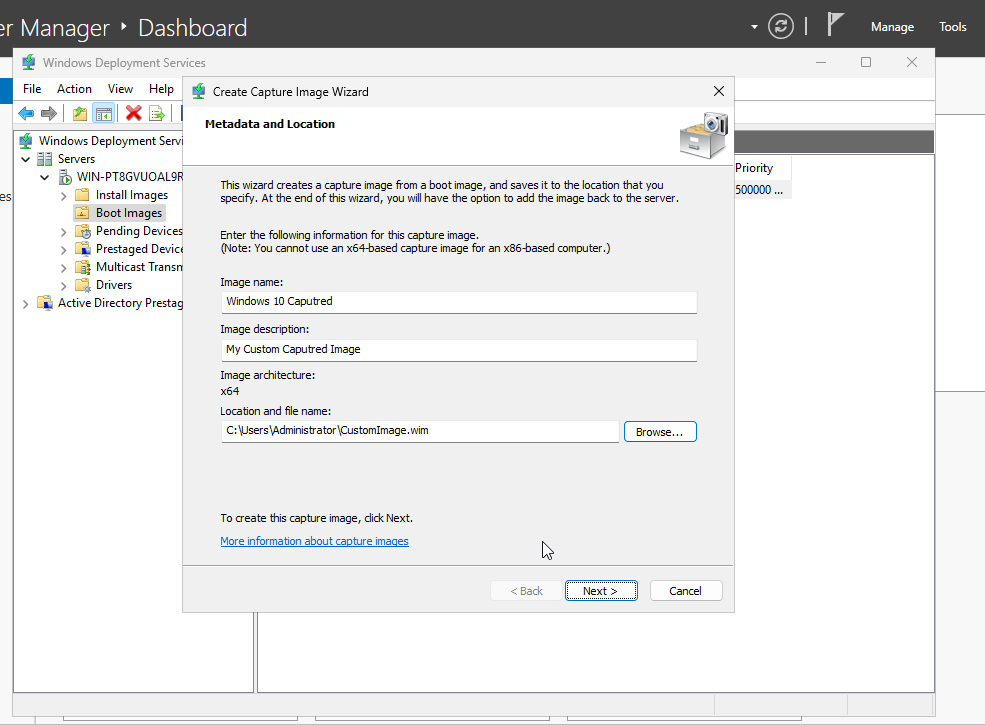 er Manager ‣ Dashboard
Manage
Tools
Windows Deployment Services
File Action View Help
Create Capture Image Wizard
Metadata and Location
Windows Deployment Servi
Servers
WIN-PT8GVUOAL9R
Install Images
Boot Images
Pending Devices
Prestaged Device
Multicast Transm
Drivers
Active Directory Prestag
es
Priority
500000 ...
This wizard creates a capture image from a boot image, and saves it to the location that you
specify. At the end of this wizard, you will have the option to add the image back to the server.
Enter the following information for this capture image.
(Note: You cannot use an x64-based capture image for an x86-based computer.)
Image name:
Windows 10 Caputred
Image description:
My Custom Caputred Image
Image architecture:
x64
Location and file name:
C:\Users\Administrator\CustomImage.wim
Browse...
To create this capture image, click Next.
More information about capture images
< Back
Next >
Cancel